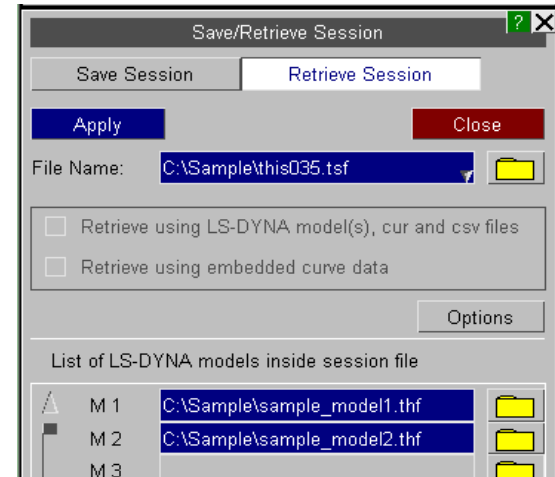 Save/Retrieve Session ? X
Save Session Retrieve Session
Apply Close
File Name: C:\Sample\this035.tsf
Retrieve using LS-DYNA model(s), cur and csv files
Retrieve using embedded curve data
Options
List of LS-DYNA models inside session file
M 1 C:\Sample\sample_model1.thf
M 2 C:\Sample\sample_model2.thf
M 3